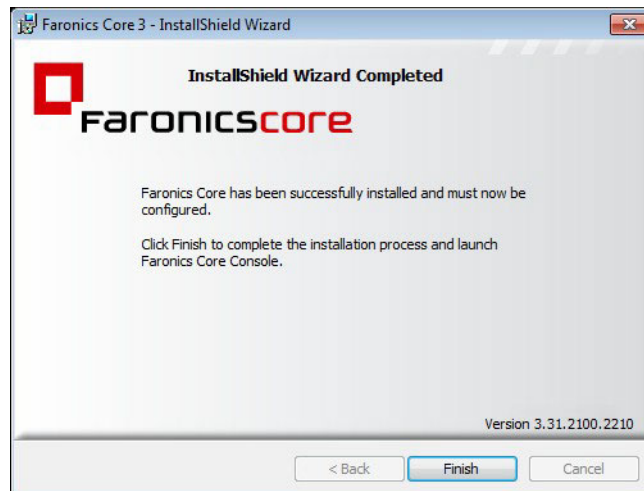 Faronics Core 3 - InstallShield Wizard
InstallShield Wizard Completed
Faronicscore
Faronics Core has been successfully installed and must now be
configured.
Click Finish to complete the installation process and launch
Faronics Core Console.
Version 3.31.2100.2210
< Back
Finish
Cancel